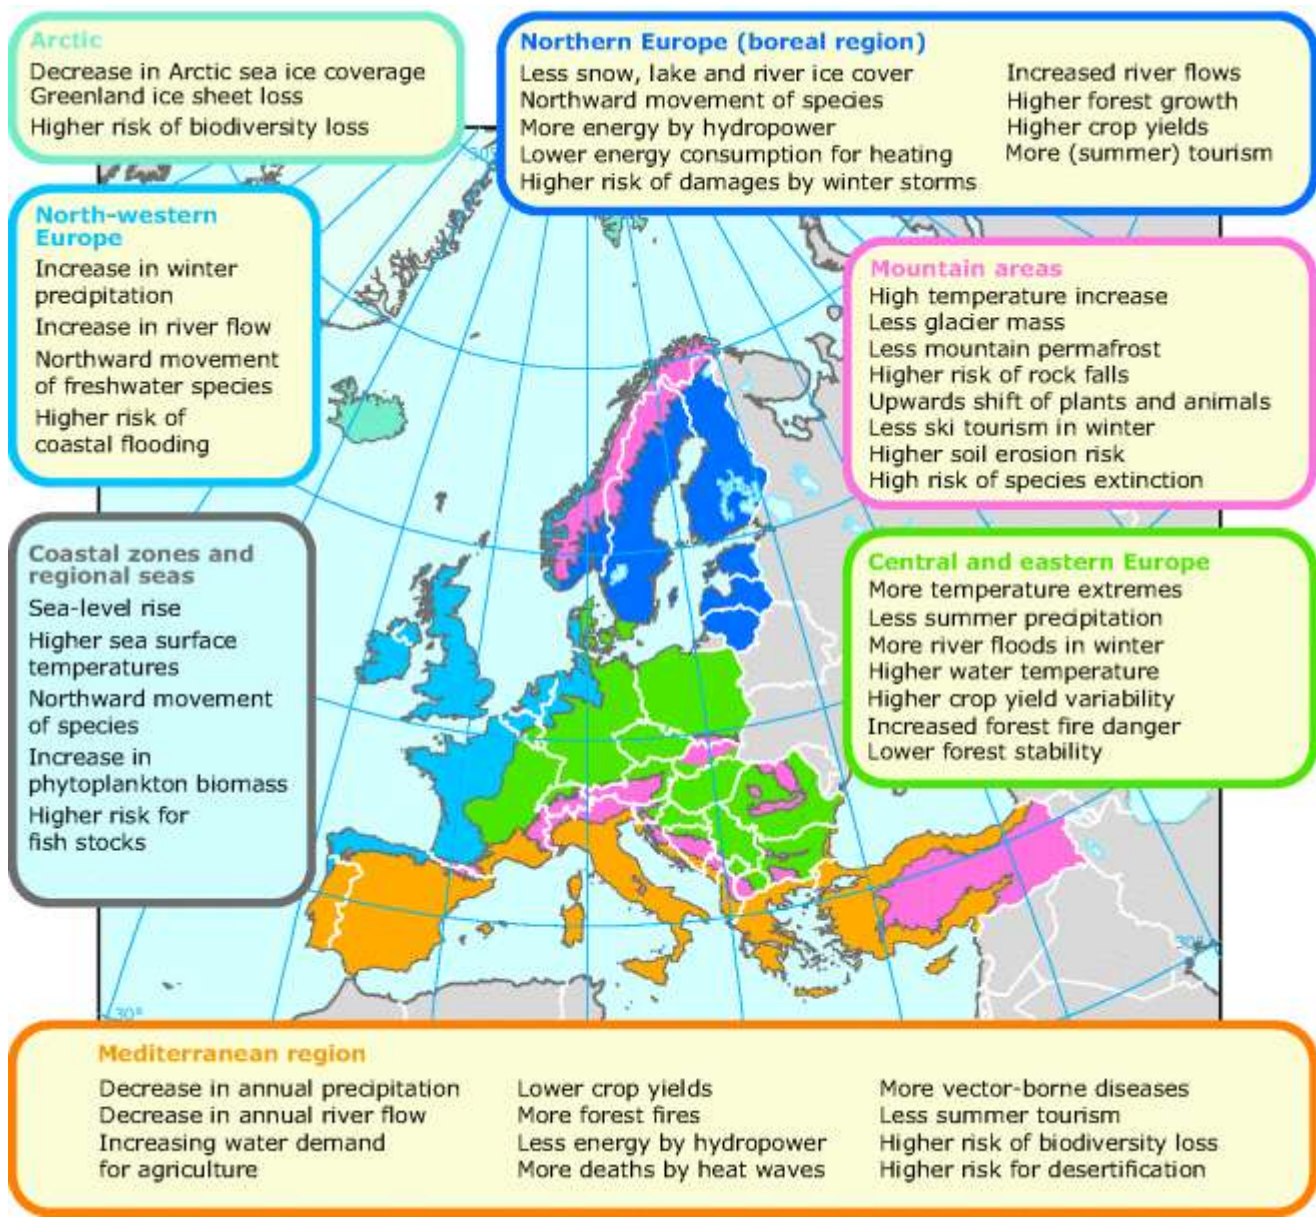 Arctic
Decrease in Arctic sea ice coverage
Greenland ice sheet loss
Higher risk of biodiversity loss
Northern Europe (boreal region)
Less snow, lake and river ice cover
Northward movement of species
More energy by hydropower
Lower energy consumption for heating
Higher risk of damages by winter storms
Increased river flows
Higher forest growth
Higher crop yields
More (summer) tourism
North-western
Europe
Increase in winter
precipitation
Increase in river flow
Northward movement
of freshwater species
Higher risk of
coastal flooding
Mountain areas
High temperature increase
Less glacier mass
Less mountain permafrost
Higher risk of rock falls
Upwards shift of plants and animals
Less ski tourism in winter
Higher soil erosion risk
High risk of species extinction
Coastal zones and
regional seas
Sea-level rise
Higher sea surface
temperatures
Northward movement
of species
Increase in
phytoplankton biomass
Higher risk for
fish stocks
Central and eastern Europe
More temperature extremes
Less summer precipitation
More river floods in winter
Higher water temperature
Higher crop yield variability
Increased forest fire danger
Lower forest stability
30°
30°
Mediterranean region
Decrease in annual precipitation
Decrease in annual river flow
Increasing water demand
for agriculture
Lower crop yields
More forest fires
Less energy by hydropower
More deaths by heat waves
More vector-borne diseases
Less summer tourism
Higher risk of biodiversity loss
Higher risk for desertification